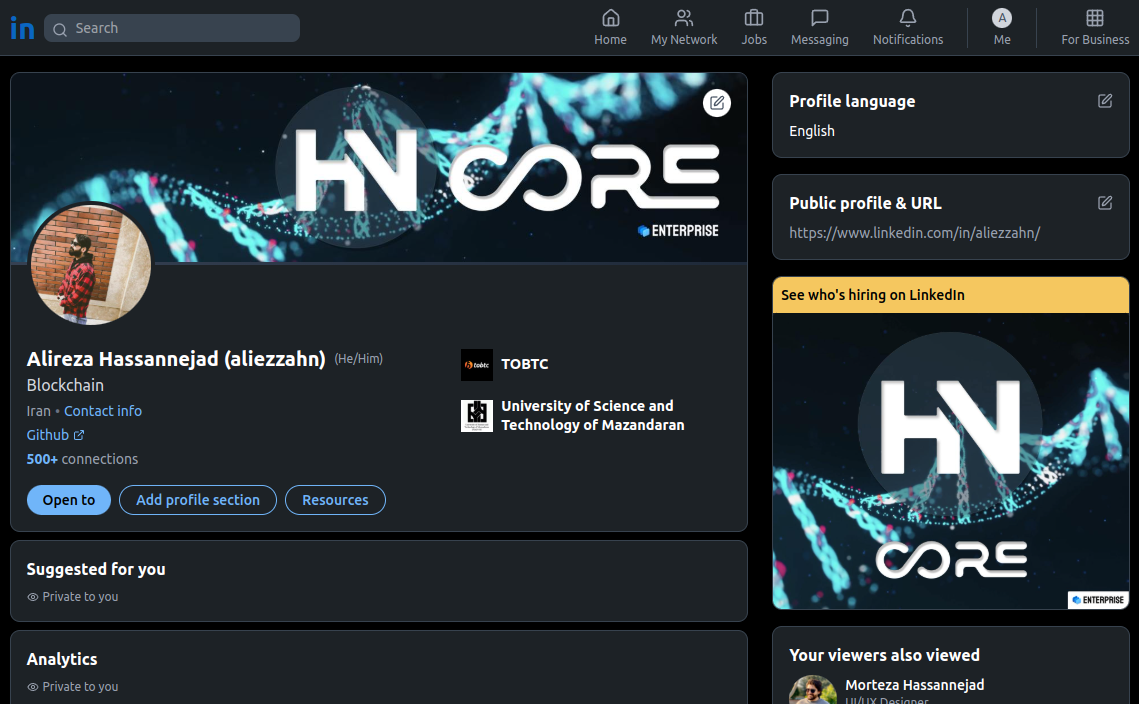 in
Search
Home
My Network
Jobs
Messaging
Notifications
A
Me
For Business
HN CORE
ENTERPRISE
Alireza Hassannejad (aliezzahn) (He/Him)
Blockchain
Iran • Contact info
Github
500+ connections
Open to
Add profile section
Resources
tobtc
TOBTC
University of Science and
Technology of Mazandaran
Suggested for you
Private to you
Analytics
Private to you
Profile language
English
Public profile & URL
https://www.linkedin.com/in/aliezzahn/
See who's hiring on LinkedIn
HN
CORE
ENTERPRISE
Your viewers also viewed
Morteza Hassannejad
UI/UX Designer